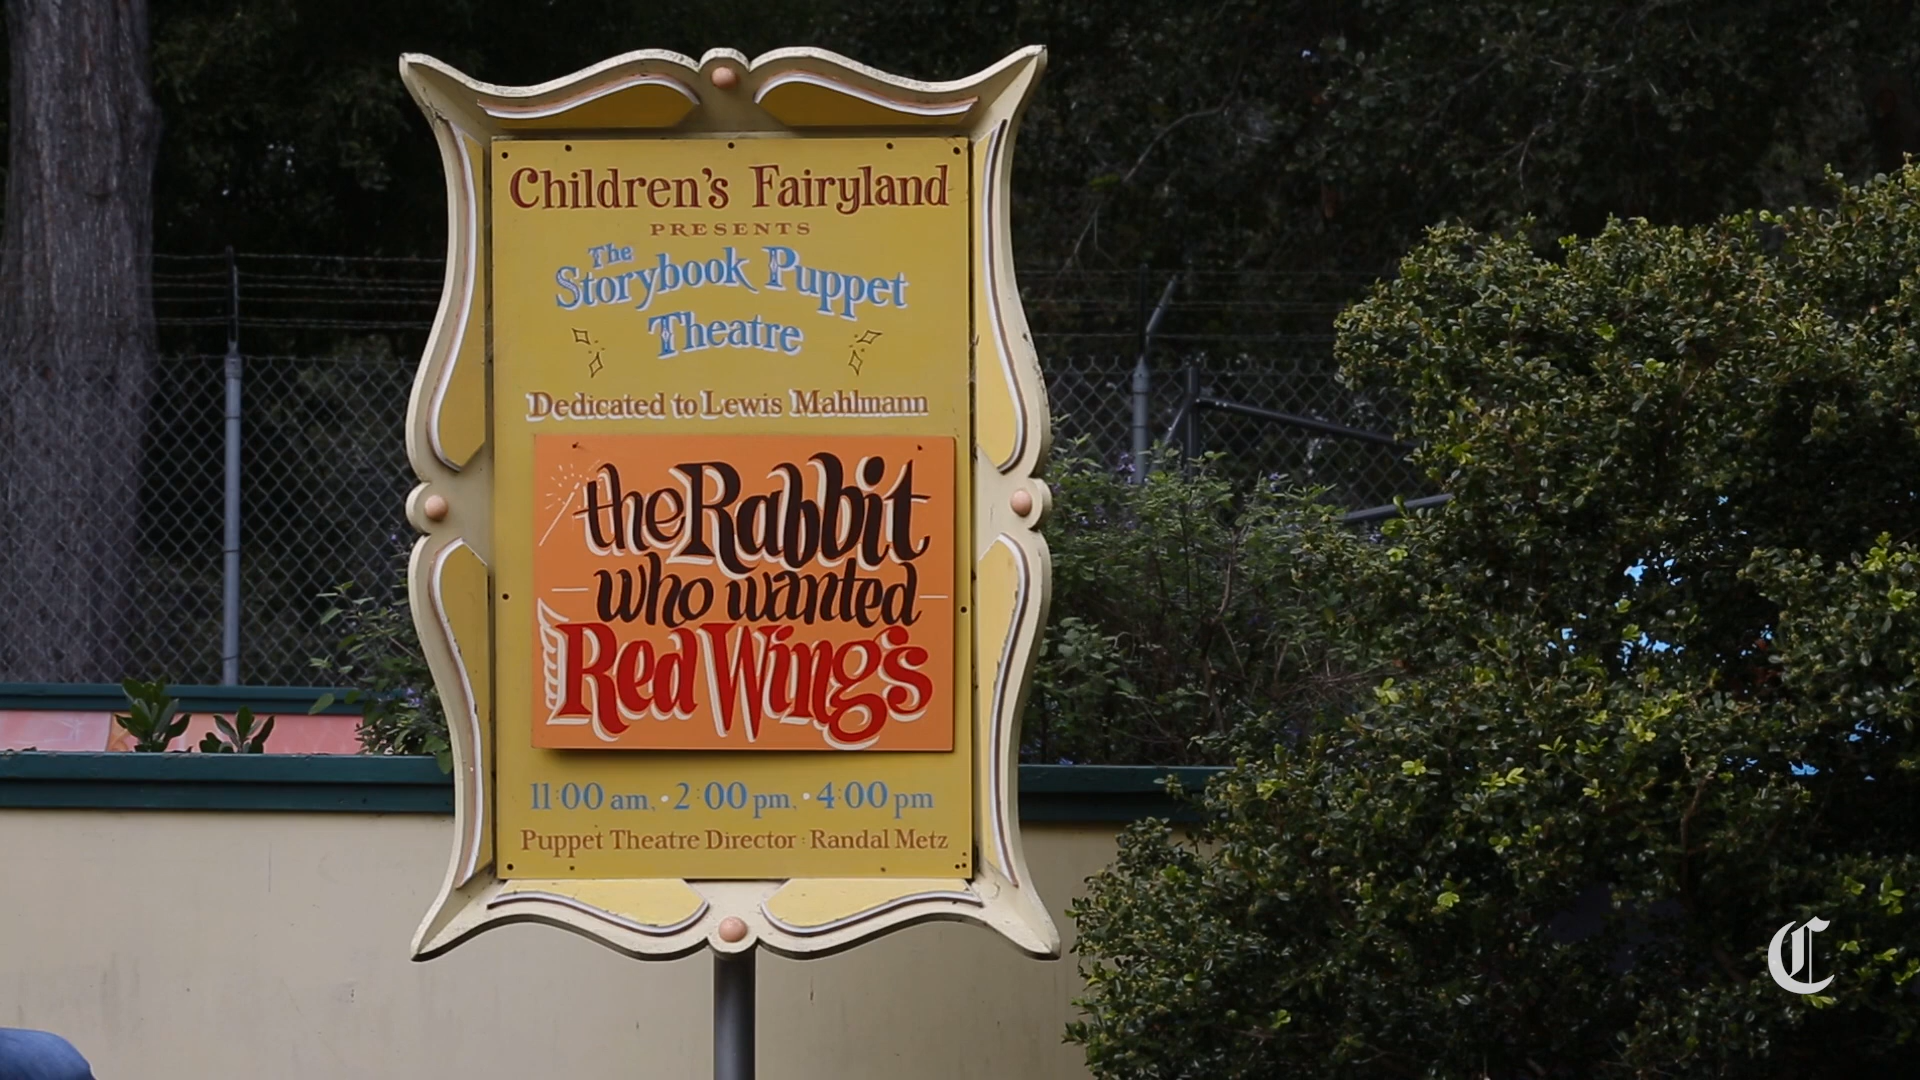 Children's Fairyland
PRESENTS
The
Storybook Puppet
Theatre
Dedicated to Lewis Mahlmann
the Rabbit
who wanted
Red Wings
11:00 am, • 2:00 pm, • 4:00 pm
Puppet Theatre Director : Randal Metz
C